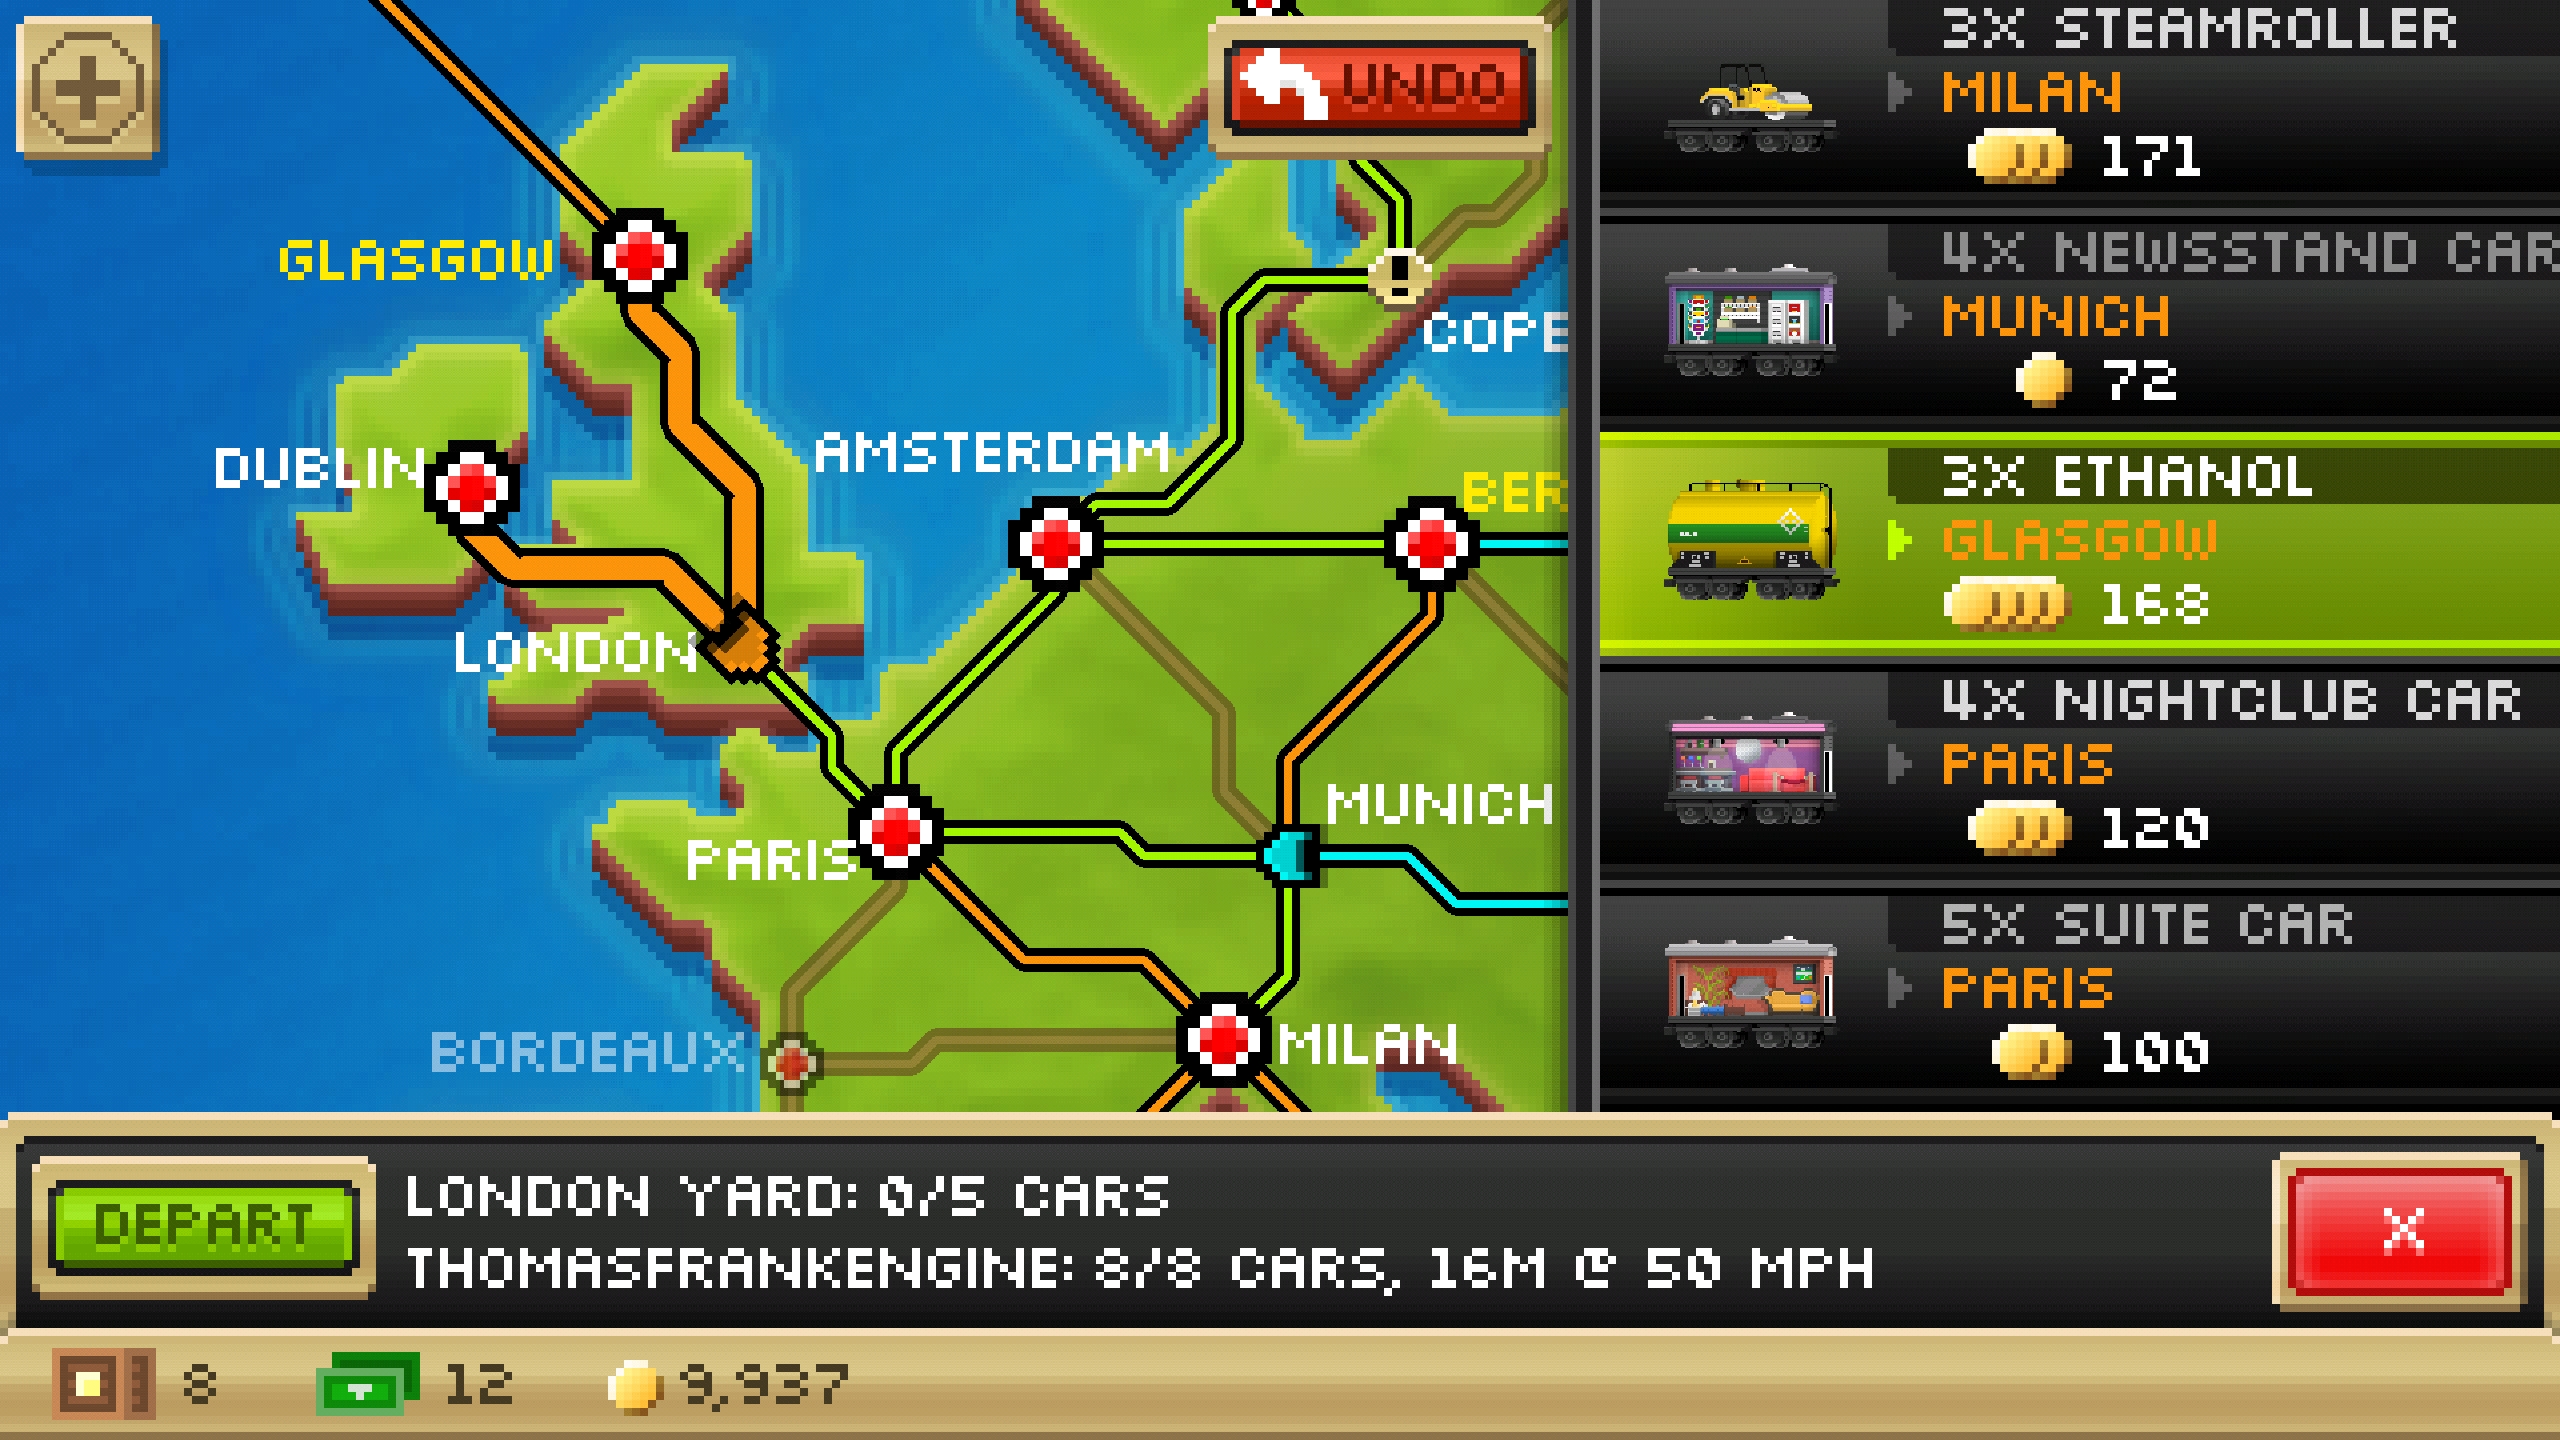 UNDO
GLASGOW
COPE
DUBLIN
AMSTERDAM
BER
LONDON
MUNICH
PARIS
BORDEAUX
MILAN
3X STEAMROLLER
MILAN
171
4X NEWSSTAND CAR
MUNICH
72
3X ETHANOL
GLASGOW
168
4X NIGHTCLUB CAR
PARIS
120
5X SUITE CAR
PARIS
100
DEPART
LONDON YARD: 0/5 CARS
THOMASFRANKENGINE: 8/8 CARS, 16M @ 50 MPH
X
8
12
9,937